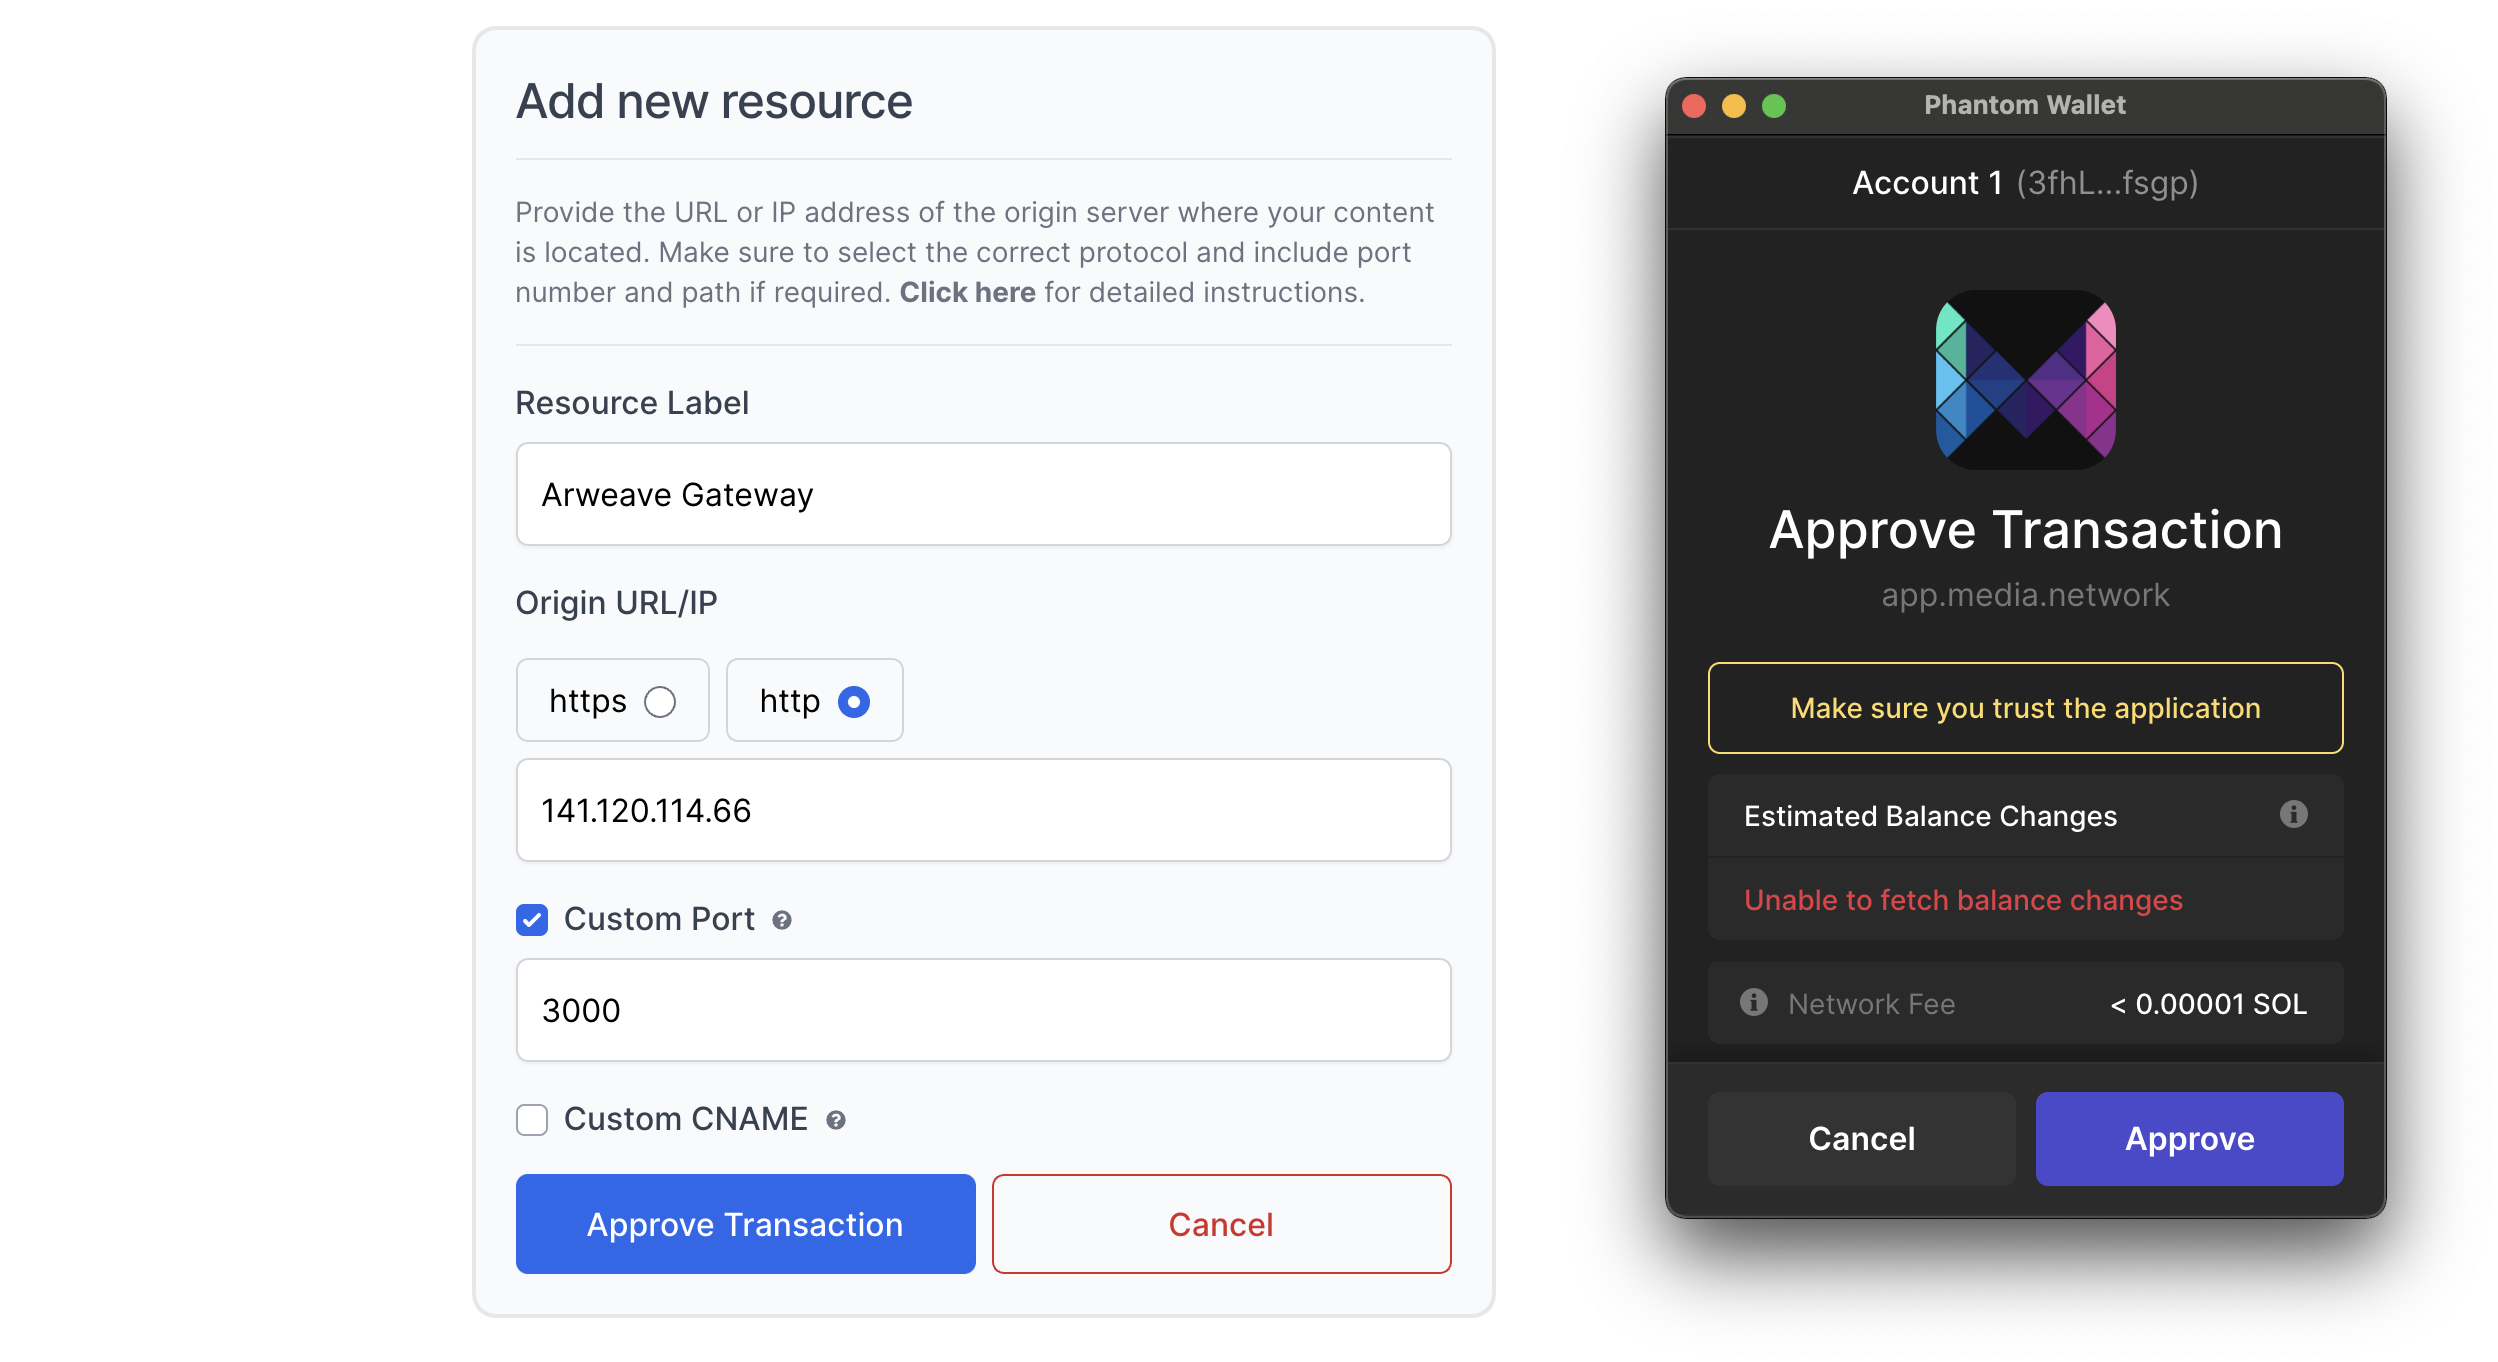 Add new resource
Provide the URL or IP address of the origin server where your content
is located. Make sure to select the correct protocol and include port
number and path if required. Click here for detailed instructions.
Resource Label
Arweave Gateway
Origin URL/IP
https
http
141.120.114.66
Custom Port
3000
Custom CNAME
Approve Transaction
Cancel
Phantom Wallet
Account 1 (3fhL...fsgp)
Approve Transaction
app.media.network
Make sure you trust the application
Estimated Balance Changes
Unable to fetch balance changes
Network Fee
< 0.00001 SOL
Cancel
Approve